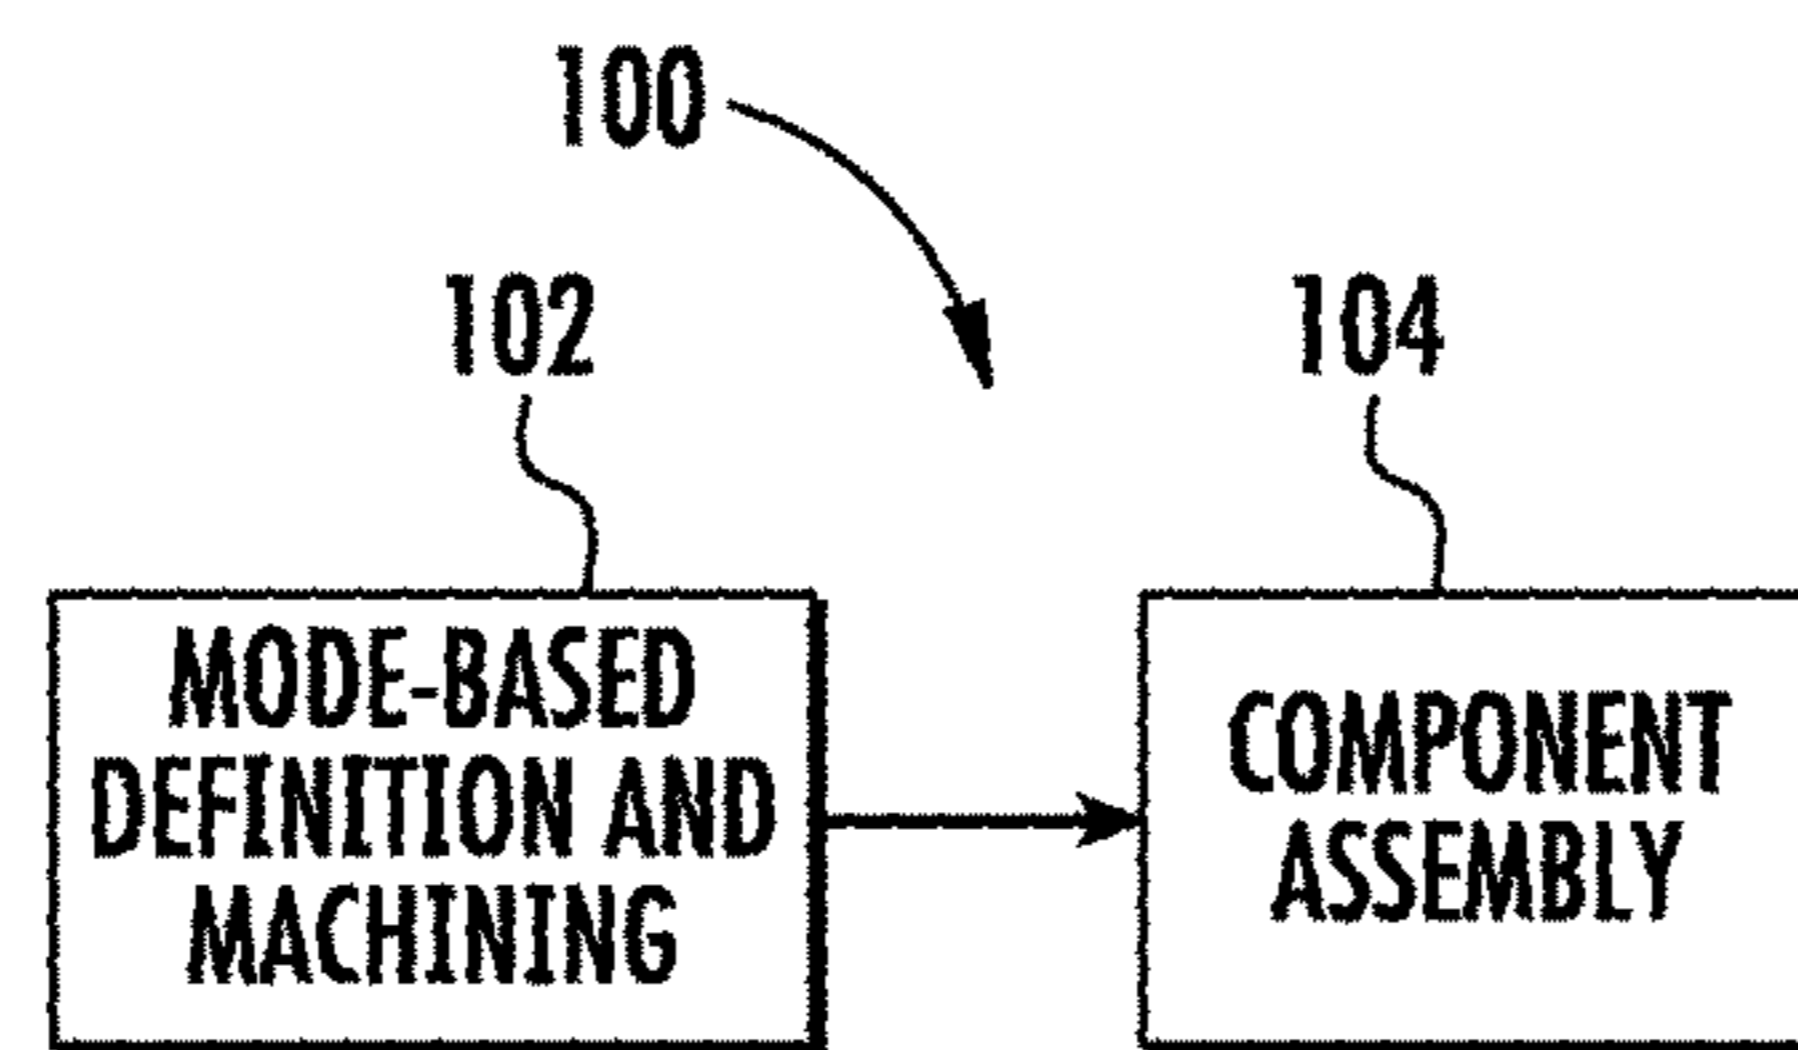 100
102
104
MODE-BASED
DEFINITION AND
MACHINING
COMPONENT
ASSEMBLY